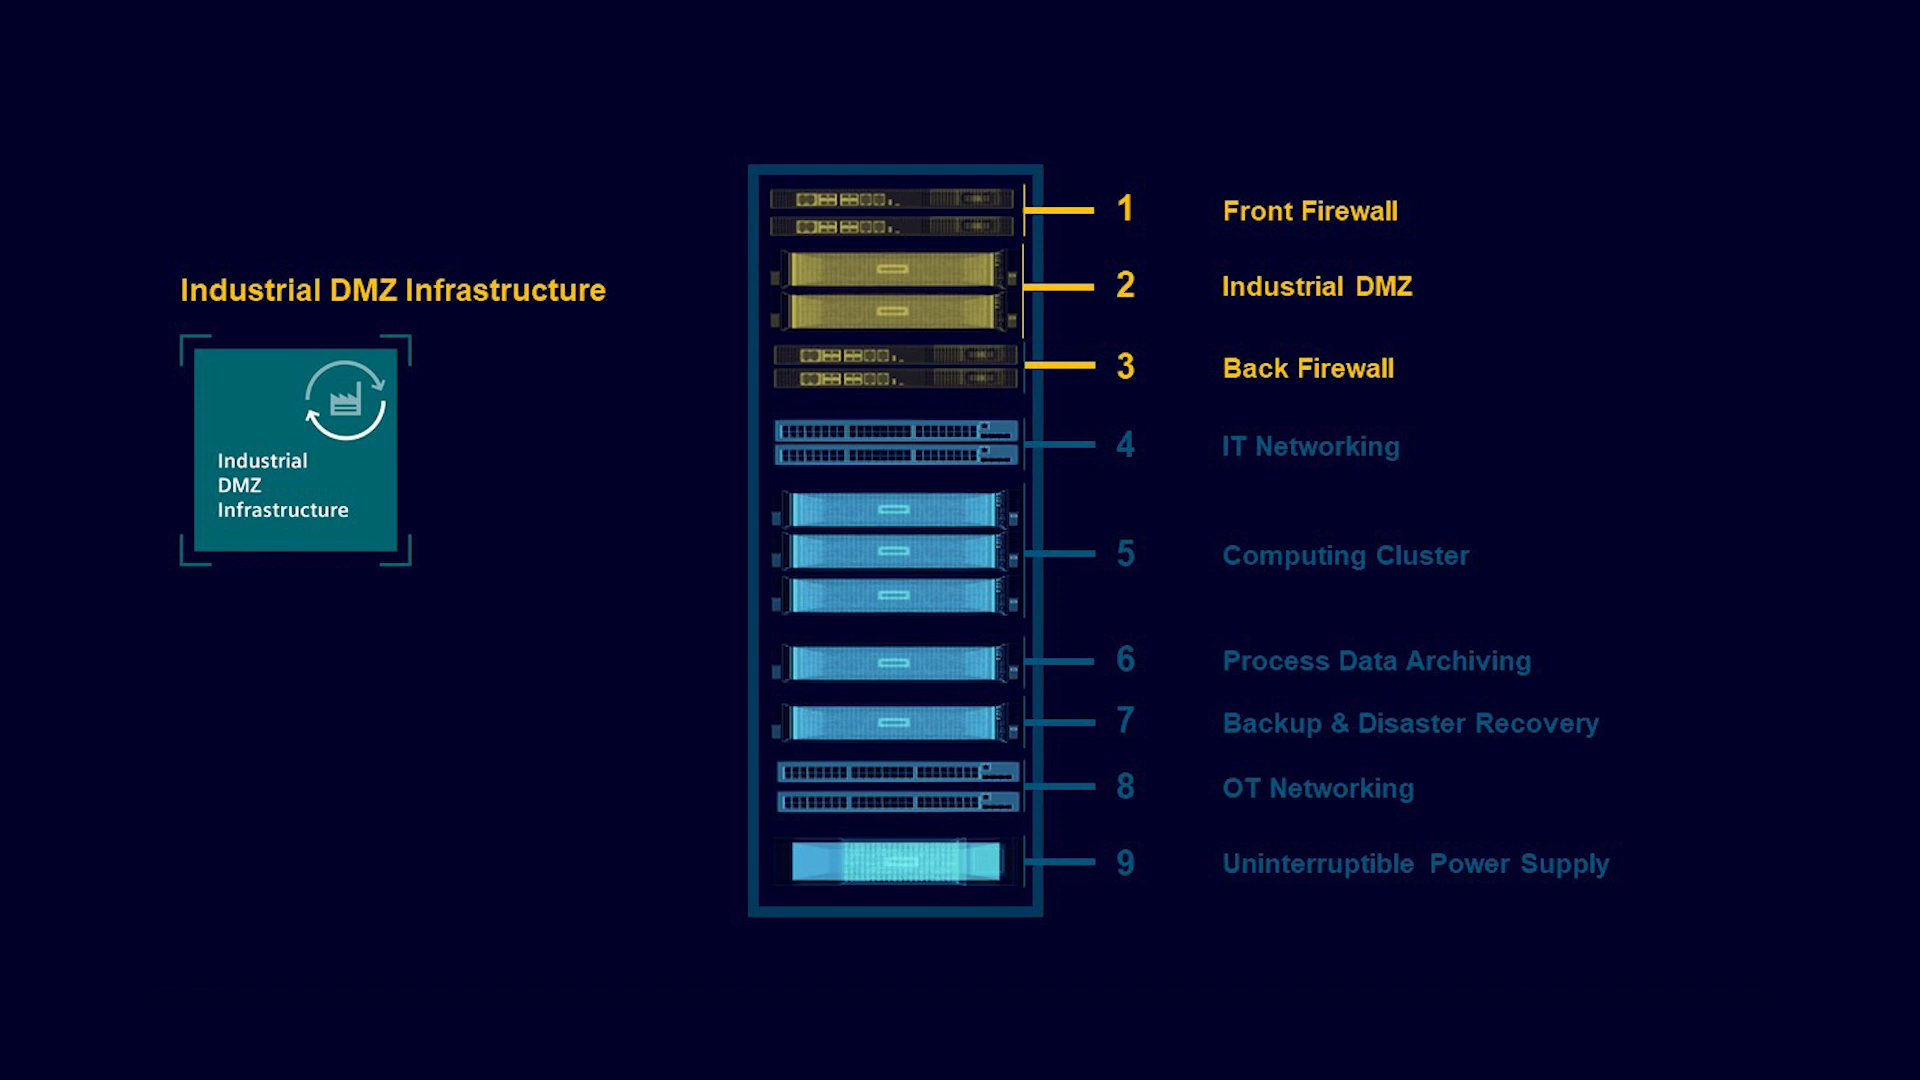 Industrial DMZ Infrastructure
Industrial
DMZ
Infrastructure
1 Front Firewall
2 Industrial DMZ
3 Back Firewall
4 IT Networking
5 Computing Cluster
6 Process Data Archiving
7 Backup & Disaster Recovery
8 OT Networking
9 Uninterruptible Power Supply